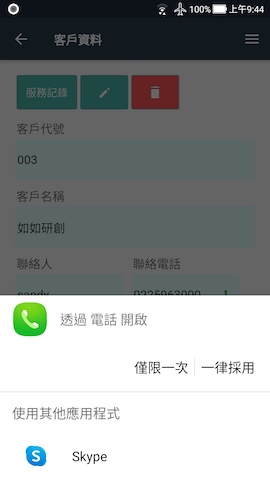 100% 上午9:44
客戶資料
服務記錄
客戶代號
003
客戶名稱
如如研創
聯絡人 聯絡電話
candy 0225963000
透過 電話 開啟
僅限一次 一律採用
使用其他應用程式
Skype